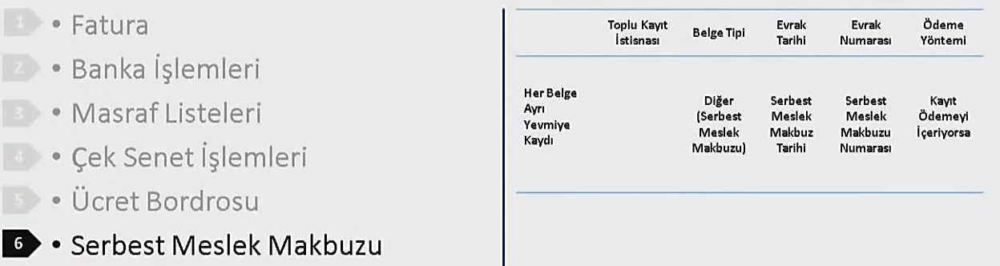 1 • Fatura
2 • Banka İşlemleri
3 • Masraf Listeleri
4 • Çek Senet İşlemleri
5 • Ücret Bordrosu
6 • Serbest Meslek Makbuzu
Toplu Kayıt
İstisnası
Belge Tipi
Evrak
Tarihi
Evrak
Numarası
Ödeme
Yöntemi
Her Belge
Ayrı
Yevmiye
Kaydı
Diğer
(Serbest
Meslek
Makbuzu)
Serbest
Meslek
Makbuz
Tarihi
Serbest
Meslek
Makbuzu
Numarası
Kayıt
Ödemeyi
İçeriyorsa